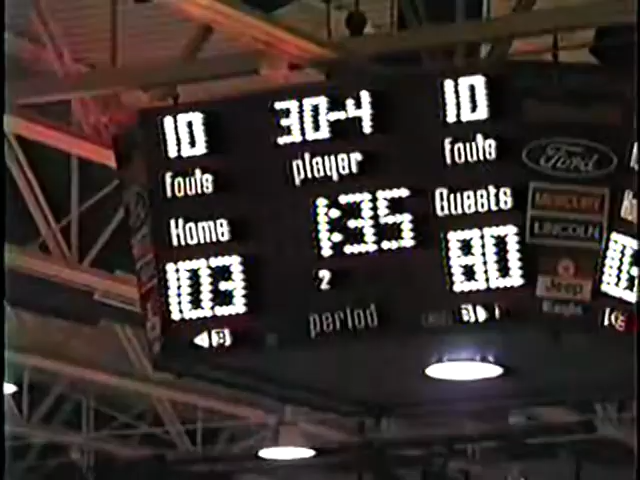 10 30-4 10
fouls player fouls
Home 1:35 Guests
103 2 80
B period B
Ford
MERCURY
LINCOLN
Jeep
Eagle